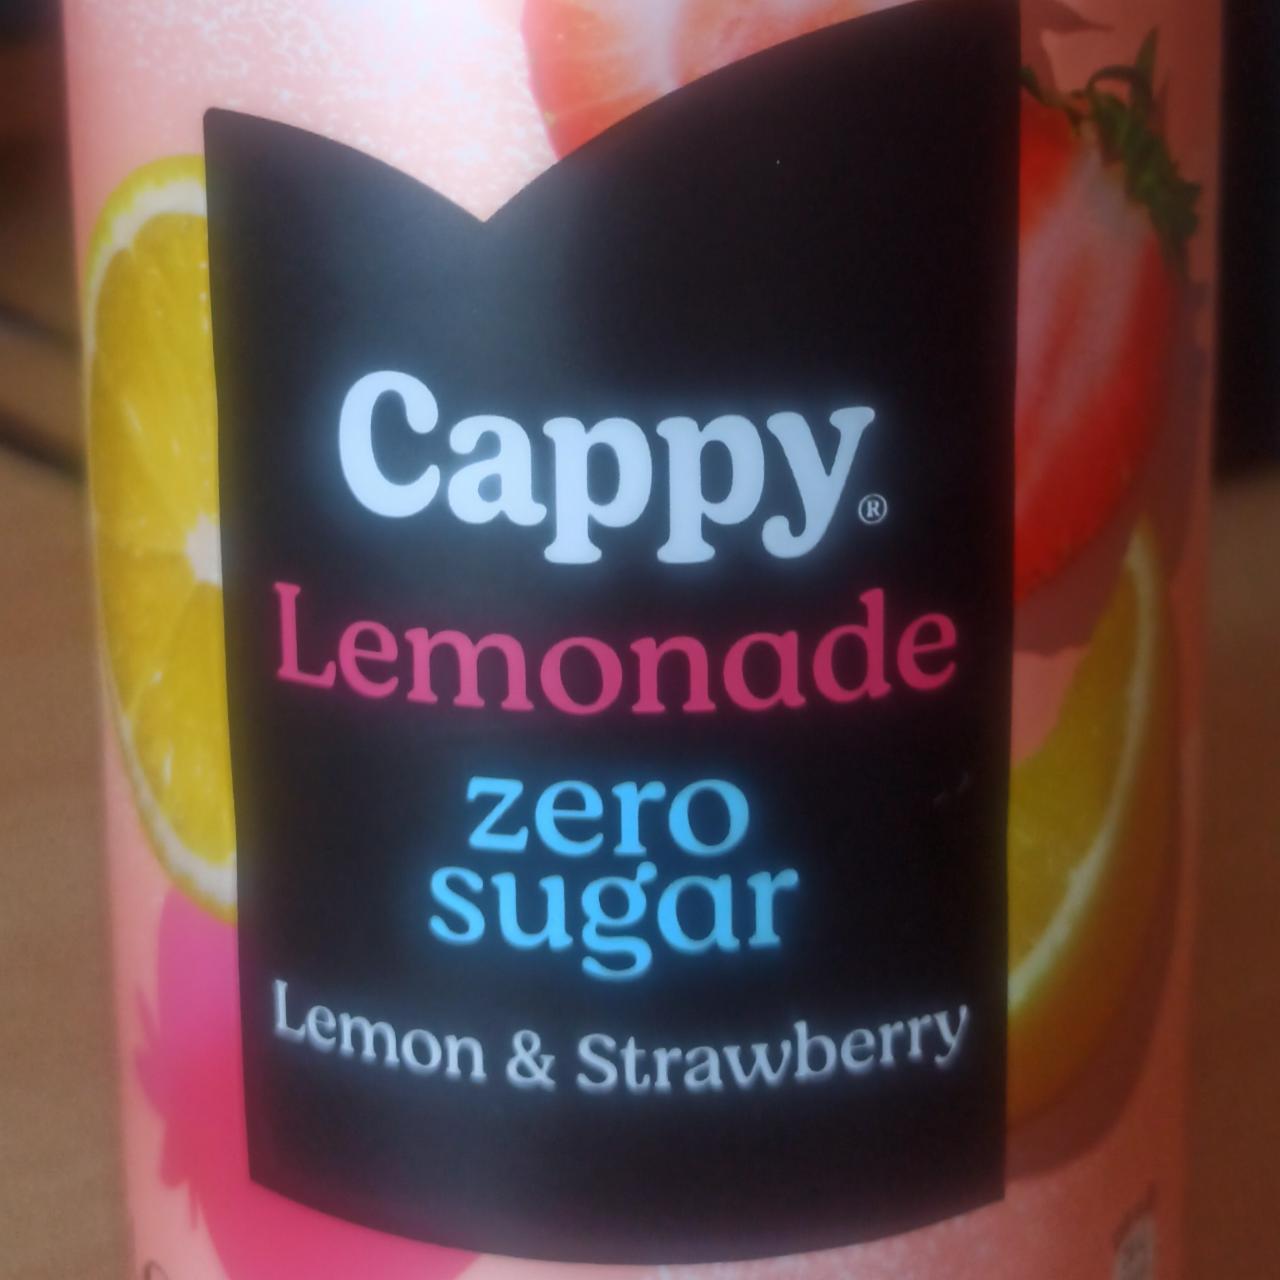 Cappy®
Lemonade
zero
sugar
Lemon & Strawberry